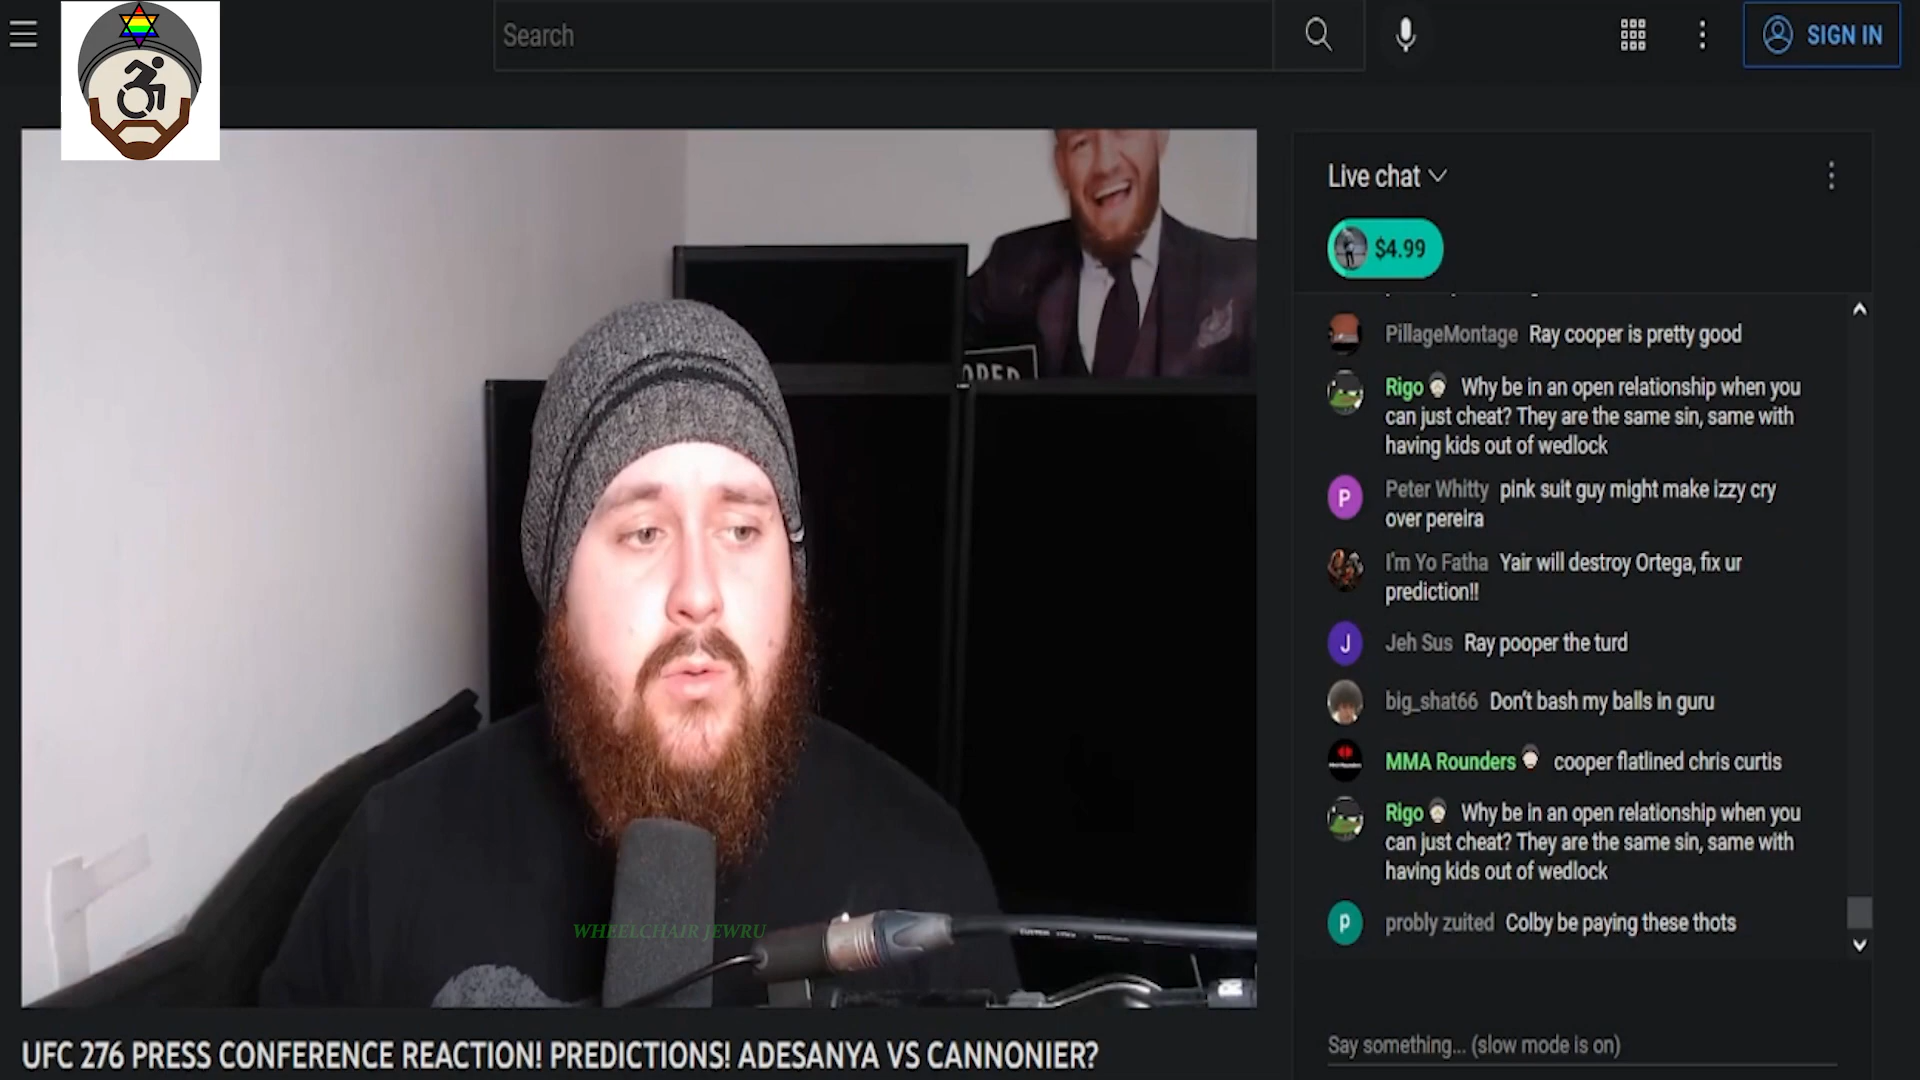 Search
SIGN IN
Live chat
$4.99
PillageMontage Ray cooper is pretty good
Rigo Why be in an open relationship when you
can just cheat? They are the same sin, same with
having kids out of wedlock
P
Peter Whitty pink suit guy might make izzy cry
over pereira
I'm Yo Fatha Yair will destroy Ortega, fix ur
prediction!!
J
Jeh Sus Ray pooper the turd
big_shat66 Don't bash my balls in guru
MMA Rounders cooper flatlined chris curtis
Rigo Why be in an open relationship when you
can just cheat? They are the same sin, same with
having kids out of wedlock
p
probly zuited Colby be paying these thots
Say something... (slow mode is on)
WHEELCHAIR JEWRU
UFC 276 PRESS CONFERENCE REACTION! PREDICTIONS! ADESANYA VS CANNONIER?